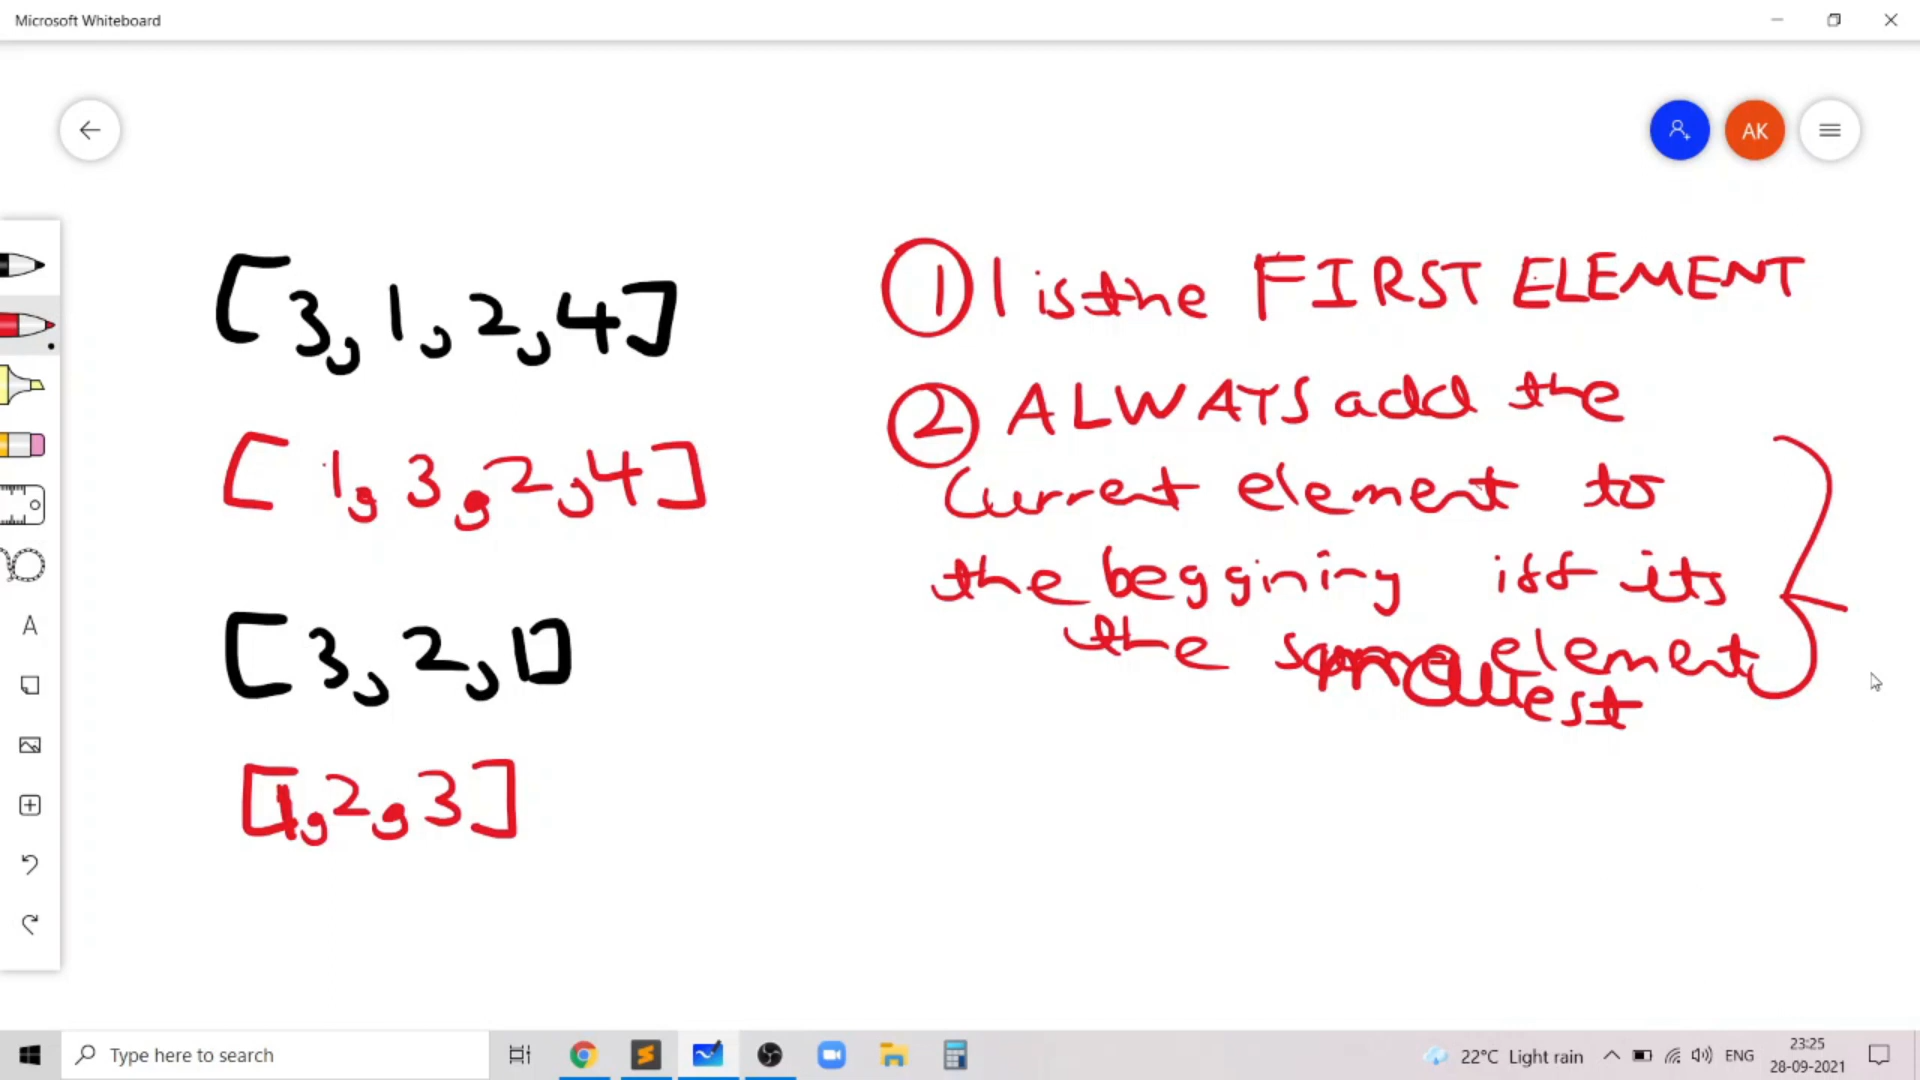 Microsoft Whiteboard
AK
[3, 1, 2, 4]
[1, 3, 2, 4]
[3, 2, 1]
[1, 2, 3]
① 1 is the FIRST ELEMENT
② ALWAYS add the
current element to
the beggining iff its
the element
A
Type here to search
22°C Light rain
ENG
23:25
28-09-2021